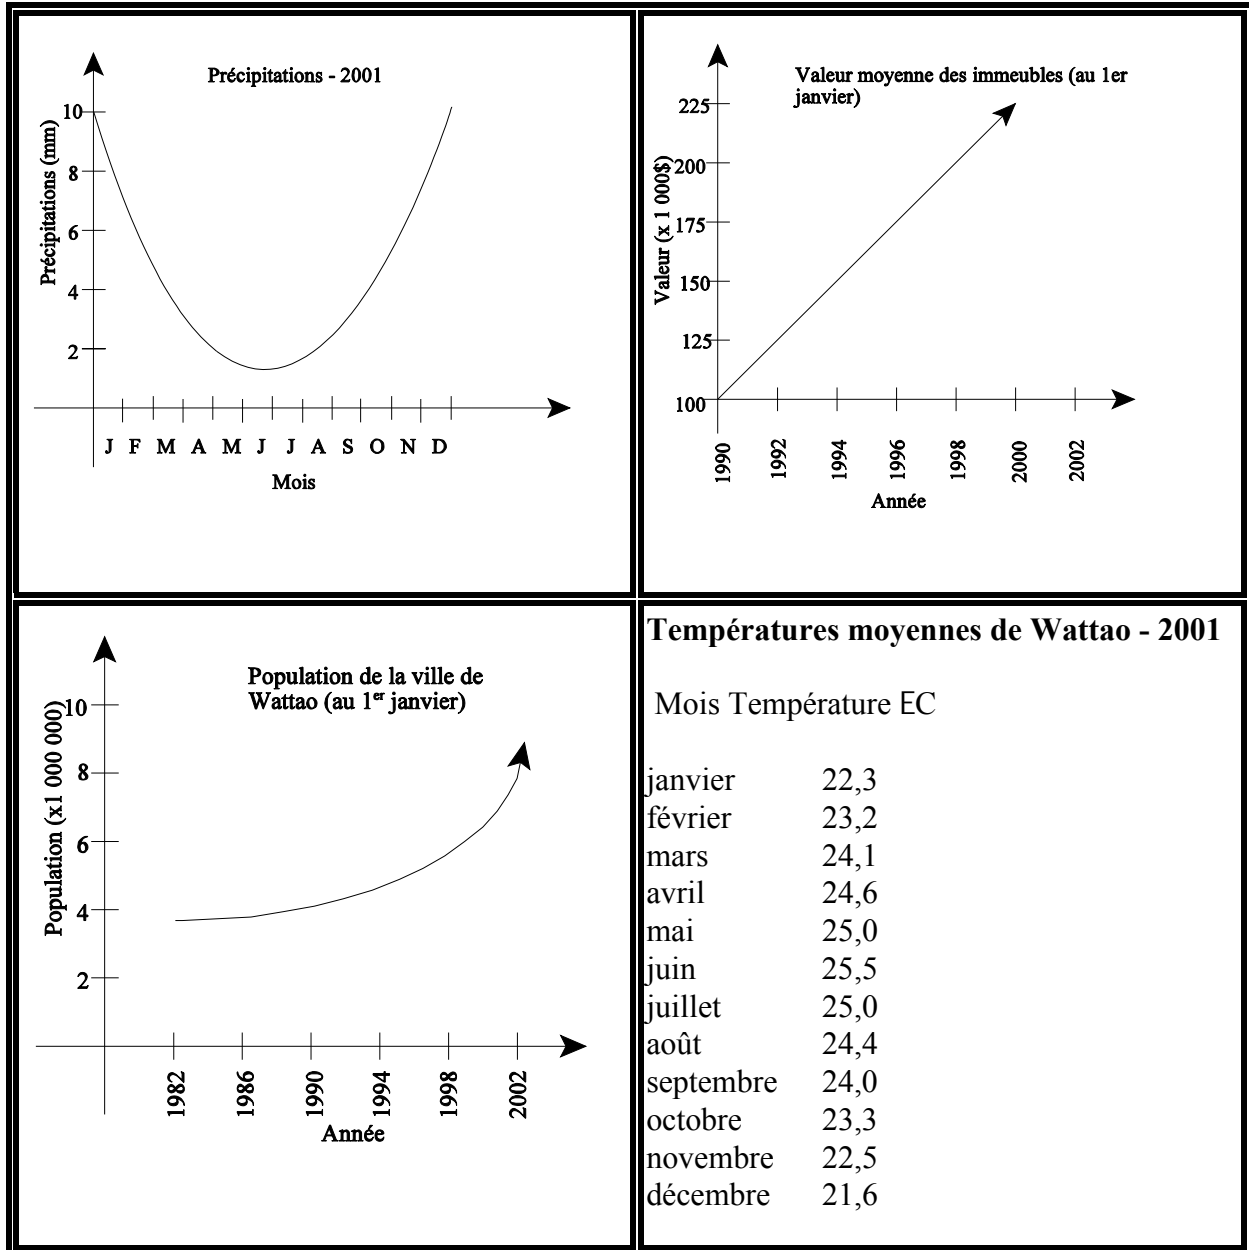 Précipitations - 2001
Précipitations (mm)
10
8
6
4
2
J F M A M J J A S O N D
Mois
Valeur moyenne des immeubles (au 1er
janvier)
Valeur (x 1 000$)
225
200
175
150
125
100
1990 1992 1994 1996 1998 2000 2002
Année
Population de la ville de
Wattao (au 1er janvier)
Population (x1 000 000)
10
8
6
4
2
1982 1986 1990 1994 1998 2002
Année
Températures moyennes de Wattao - 2001
Mois Température EC
janvier 22,3
février 23,2
mars 24,1
avril 24,6
mai 25,0
juin 25,5
juillet 25,0
août 24,4
septembre 24,0
octobre 23,3
novembre 22,5
décembre 21,6